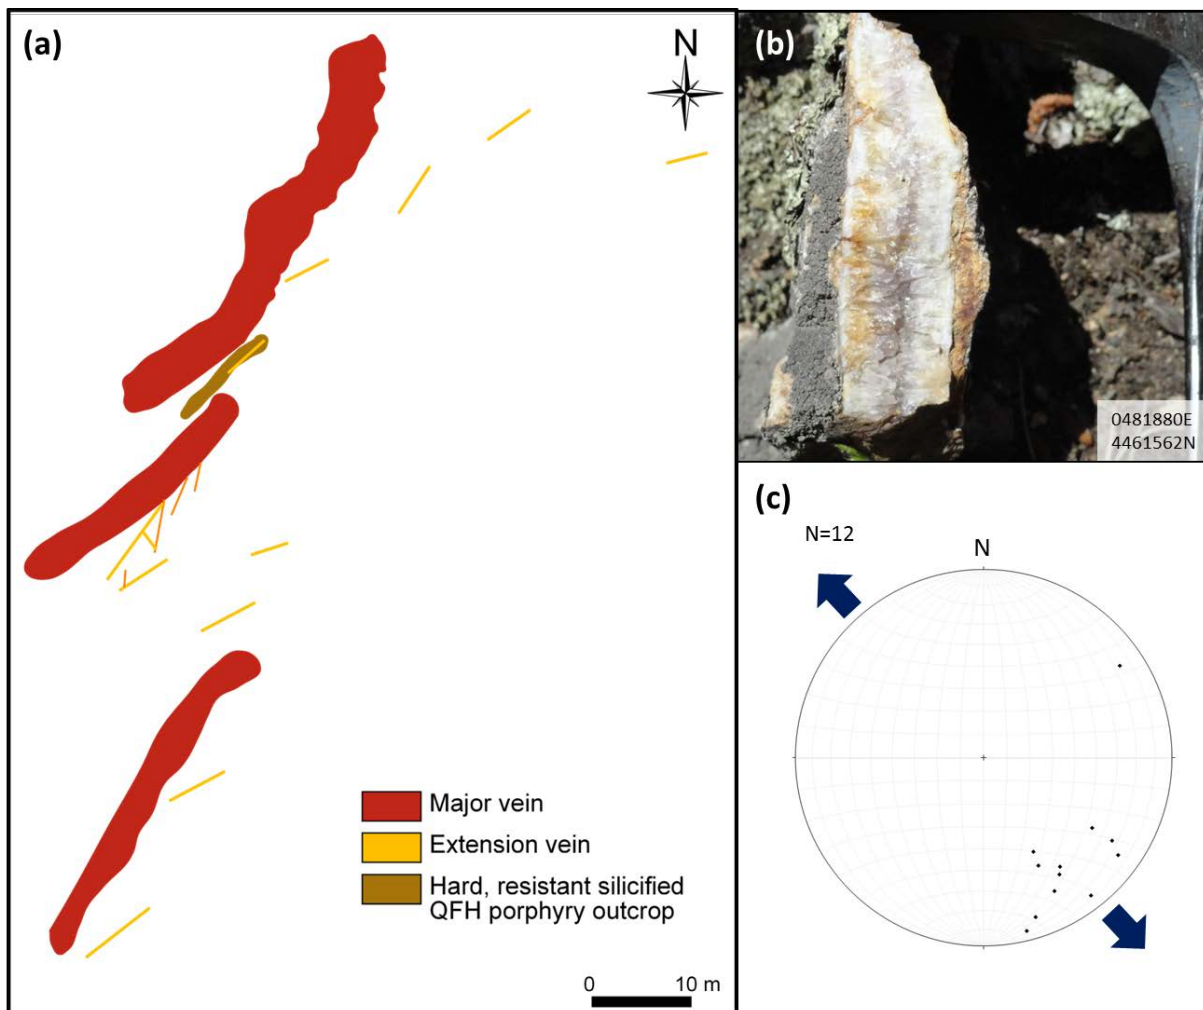 (a)
N
Major vein
Extension vein
Hard, resistant silicified
QFH porphyry outcrop
0
10 m
(b)
0481880E
4461562N
(c)
N=12
N